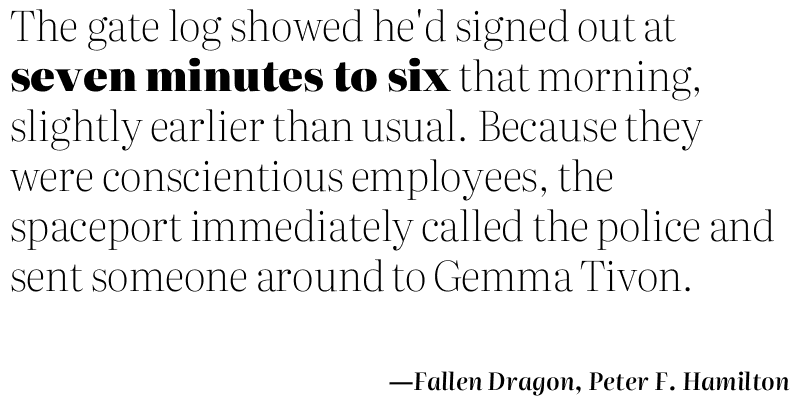 The gate log showed he'd signed out at
seven minutes to six that morning,
slightly earlier than usual. Because they
were conscientious employees, the
spaceport immediately called the police and
sent someone around to Gemma Tivon.
—Fallen Dragon, Peter F. Hamilton